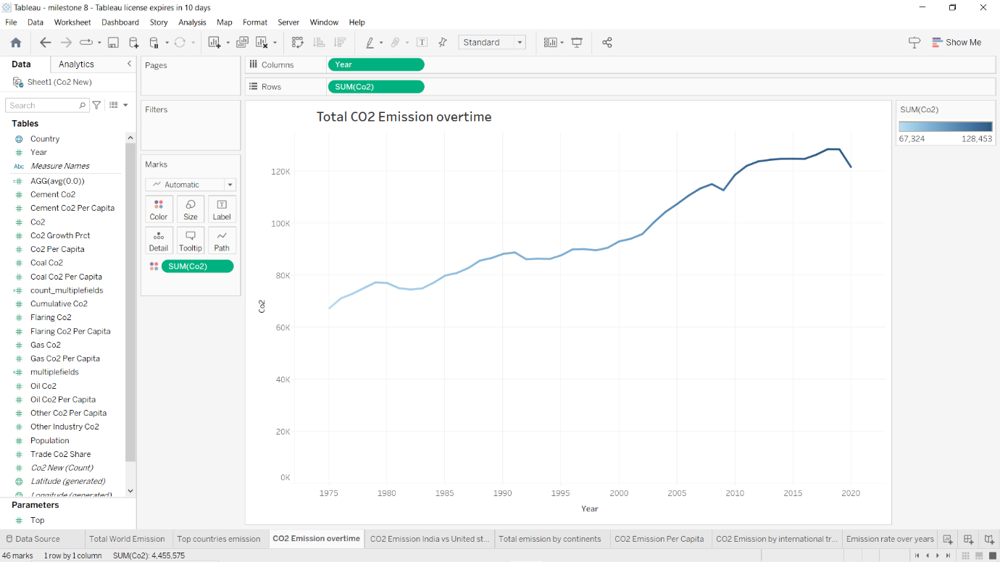 Tableau - milestone 8 - Tableau license expires in 10 days
File Data Worksheet Dashboard Story Analysis Map Format Server Window Help
Standard
Show Me
Data Analytics
Sheet1 (Co2 New)
Search
Tables
Country
Year
Abc Measure Names
AGG(avg(0.0))
Cement Co2
Cement Co2 Per Capita
Co2
Co2 Growth Prct
Co2 Per Capita
Coal Co2
Coal Co2 Per Capita
count_multiplefields
Cumulative Co2
Flaring Co2
Flaring Co2 Per Capita
Gas Co2
Gas Co2 Per Capita
multiplefields
Oil Co2
Oil Co2 Per Capita
Other Co2 Per Capita
Other Industry Co2
Population
Trade Co2 Share
Co2 New (Count)
Latitude (generated)
Longitude (generated)
Parameters
Top
Pages
Filters
Marks
Automatic
Color Size Label
Detail Tooltip Path
SUM(Co2)
Columns Year
Rows SUM(Co2)
Total CO2 Emission overtime
120K
100K
80K
60K
40K
20K
0K
Co2
1975 1980 1985 1990 1995 2000 2005 2010 2015 2020
Year
SUM(Co2)
67,324 128,453
Data Source Total World Emission Top countries emission CO2 Emission overtime CO2 Emission India vs United st... Total emission by continents CO2 Emission Per Capita CO2 Emission by international tr... Emission rate over years
46 marks 1 row by 1 column SUM(Co2): 4,455,575